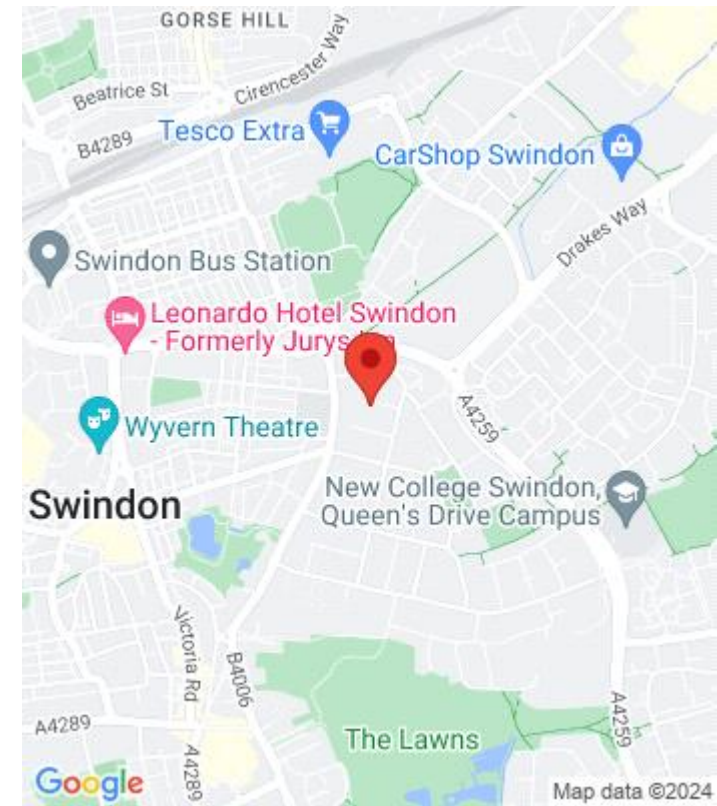 GORSE HILL
Cirencester Way
Beatrice St
B4289
Tesco Extra
CarShop Swindon
Drakes Way
Swindon Bus Station
Leonardo Hotel Swindon
- Formerly Jurys
A4259
Wyvern Theatre
New College Swindon,
Queen's Drive Campus
Swindon
Victoria Rd
B4006
A4289
A4289
The Lawns
A4259
Google
Map data ©2024